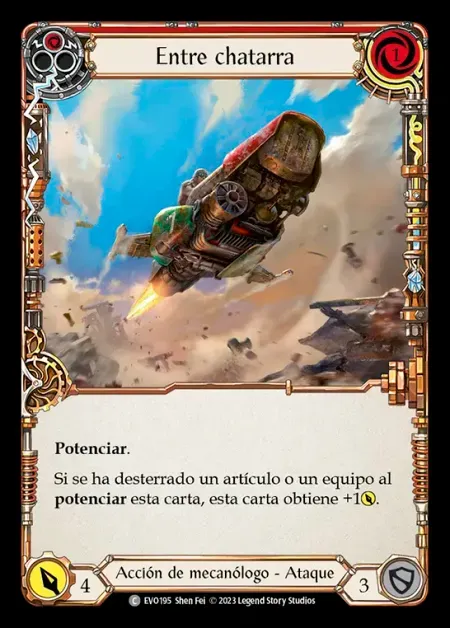 Entre chatarra
1
Potenciar.
Si se ha desterrado un artículo o un equipo al
potenciar esta carta, esta carta obtiene +1.
4
Acción de mecanólogo - Ataque
3
C EVO195 Shen Fei © 2023 Legend Story Studios